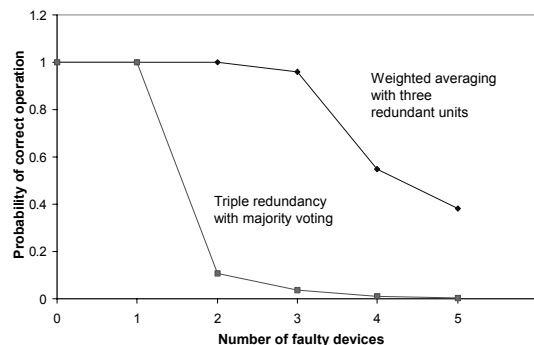 1.2
1
0.8
0.6
0.4
0.2
0
Probability of correct operation
Weighted averaging
with three
redundant units
Triple redundancy
with majority voting
0 1 2 3 4 5
Number of faulty devices